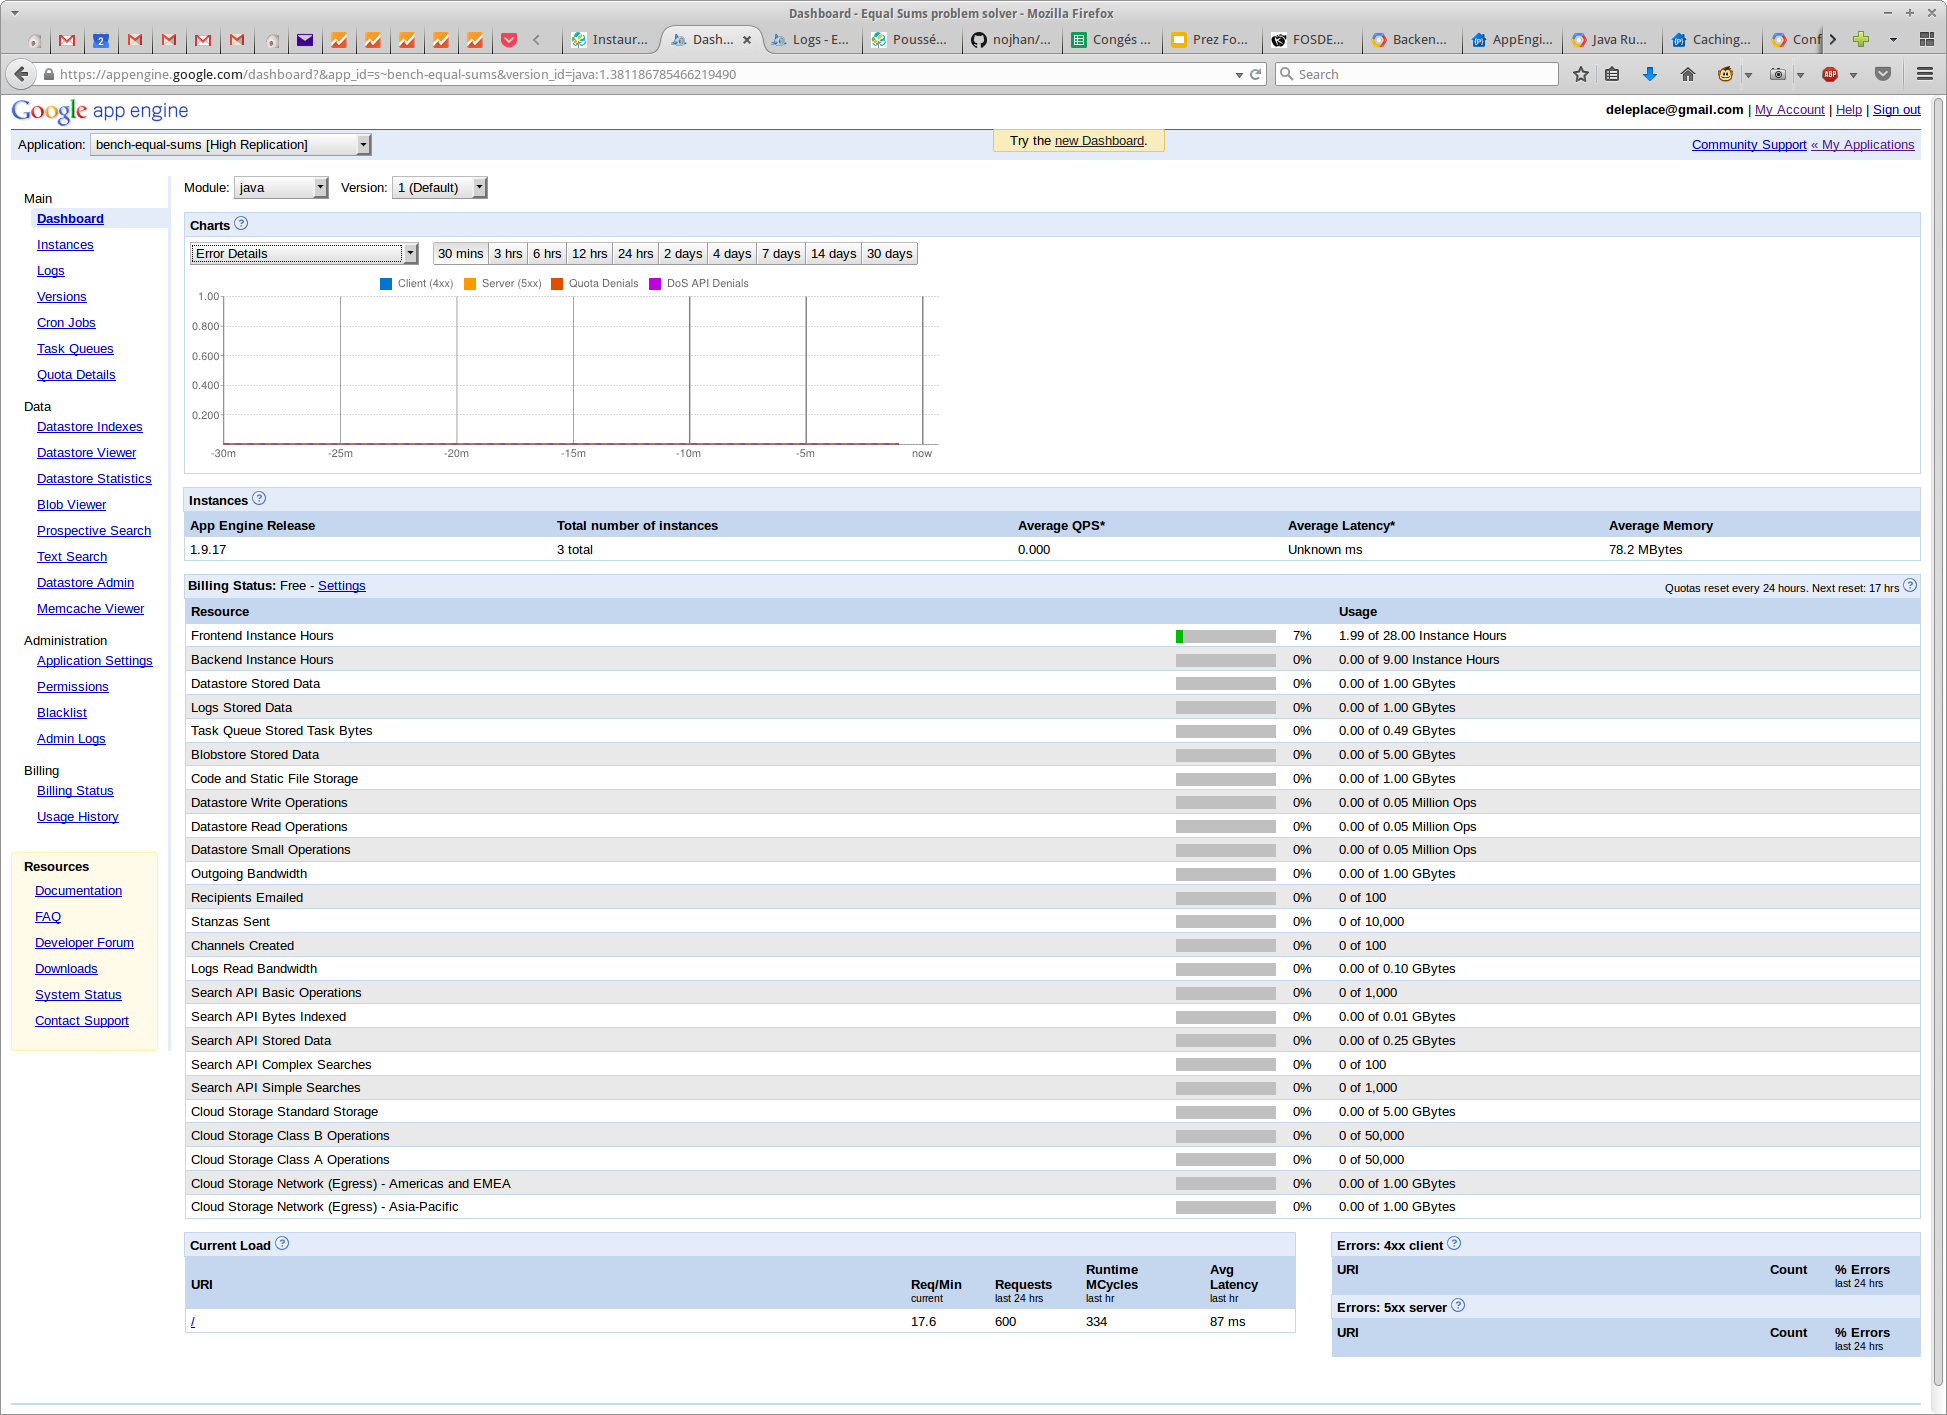 Dashboard - Equal Sums problem solver - Mozilla Firefox
2 Instaur... Dash... Logs - E... Poussé... nojhan/... Congés ... Prez Fo... FOSDE... Backen... AppEngi... Java Ru... Caching... Conf
https://appengine.google.com/dashboard?&app_id=s~bench-equal-sums&version_id=java:1.381186785466219490 Search ABP
Google app engine deleplace@gmail.com | My Account | Help | Sign out
Application: bench-equal-sums [High Replication] Try the new Dashboard. Community Support « My Applications
Main
Dashboard
Instances
Logs
Versions
Cron Jobs
Task Queues
Quota Details
Data
Datastore Indexes
Datastore Viewer
Datastore Statistics
Blob Viewer
Prospective Search
Text Search
Datastore Admin
Memcache Viewer
Administration
Application Settings
Permissions
Blacklist
Admin Logs
Billing
Billing Status
Usage History
Resources
Documentation
FAQ
Developer Forum
Downloads
System Status
Contact Support
Module: java Version: 1 (Default)
Charts ?
Error Details 30 mins 3 hrs 6 hrs 12 hrs 24 hrs 2 days 4 days 7 days 14 days 30 days
Client (4xx) Server (5xx) Quota Denials DoS API Denials
1.00
0.800
0.600
0.400
0.200
-30m -25m -20m -15m -10m -5m now
Instances ?
App Engine Release Total number of instances Average QPS* Average Latency* Average Memory
1.9.17 3 total 0.000 Unknown ms 78.2 MBytes
Billing Status: Free - Settings Quotas reset every 24 hours. Next reset: 17 hrs ?
Resource Usage
Frontend Instance Hours 7% 1.99 of 28.00 Instance Hours
Backend Instance Hours 0% 0.00 of 9.00 Instance Hours
Datastore Stored Data 0% 0.00 of 1.00 GBytes
Logs Stored Data 0% 0.00 of 1.00 GBytes
Task Queue Stored Task Bytes 0% 0.00 of 0.49 GBytes
Blobstore Stored Data 0% 0.00 of 5.00 GBytes
Code and Static File Storage 0% 0.00 of 1.00 GBytes
Datastore Write Operations 0% 0.00 of 0.05 Million Ops
Datastore Read Operations 0% 0.00 of 0.05 Million Ops
Datastore Small Operations 0% 0.00 of 0.05 Million Ops
Outgoing Bandwidth 0% 0.00 of 1.00 GBytes
Recipients Emailed 0% 0 of 100
Stanzas Sent 0% 0 of 10,000
Channels Created 0% 0 of 100
Logs Read Bandwidth 0% 0.00 of 0.10 GBytes
Search API Basic Operations 0% 0 of 1,000
Search API Bytes Indexed 0% 0.00 of 0.01 GBytes
Search API Stored Data 0% 0.00 of 0.25 GBytes
Search API Complex Searches 0% 0 of 100
Search API Simple Searches 0% 0 of 1,000
Cloud Storage Standard Storage 0% 0.00 of 5.00 GBytes
Cloud Storage Class B Operations 0% 0 of 50,000
Cloud Storage Class A Operations 0% 0 of 50,000
Cloud Storage Network (Egress) - Americas and EMEA 0% 0.00 of 1.00 GBytes
Cloud Storage Network (Egress) - Asia-Pacific 0% 0.00 of 1.00 GBytes
Current Load ?
URI Req/Min current Requests last 24 hrs Runtime MCycles last hr Avg Latency last hr
/ 17.6 600 334 87 ms
Errors: 4xx client ?
URI Count % Errors
last 24 hrs
Errors: 5xx server ?
URI Count % Errors
last 24 hrs